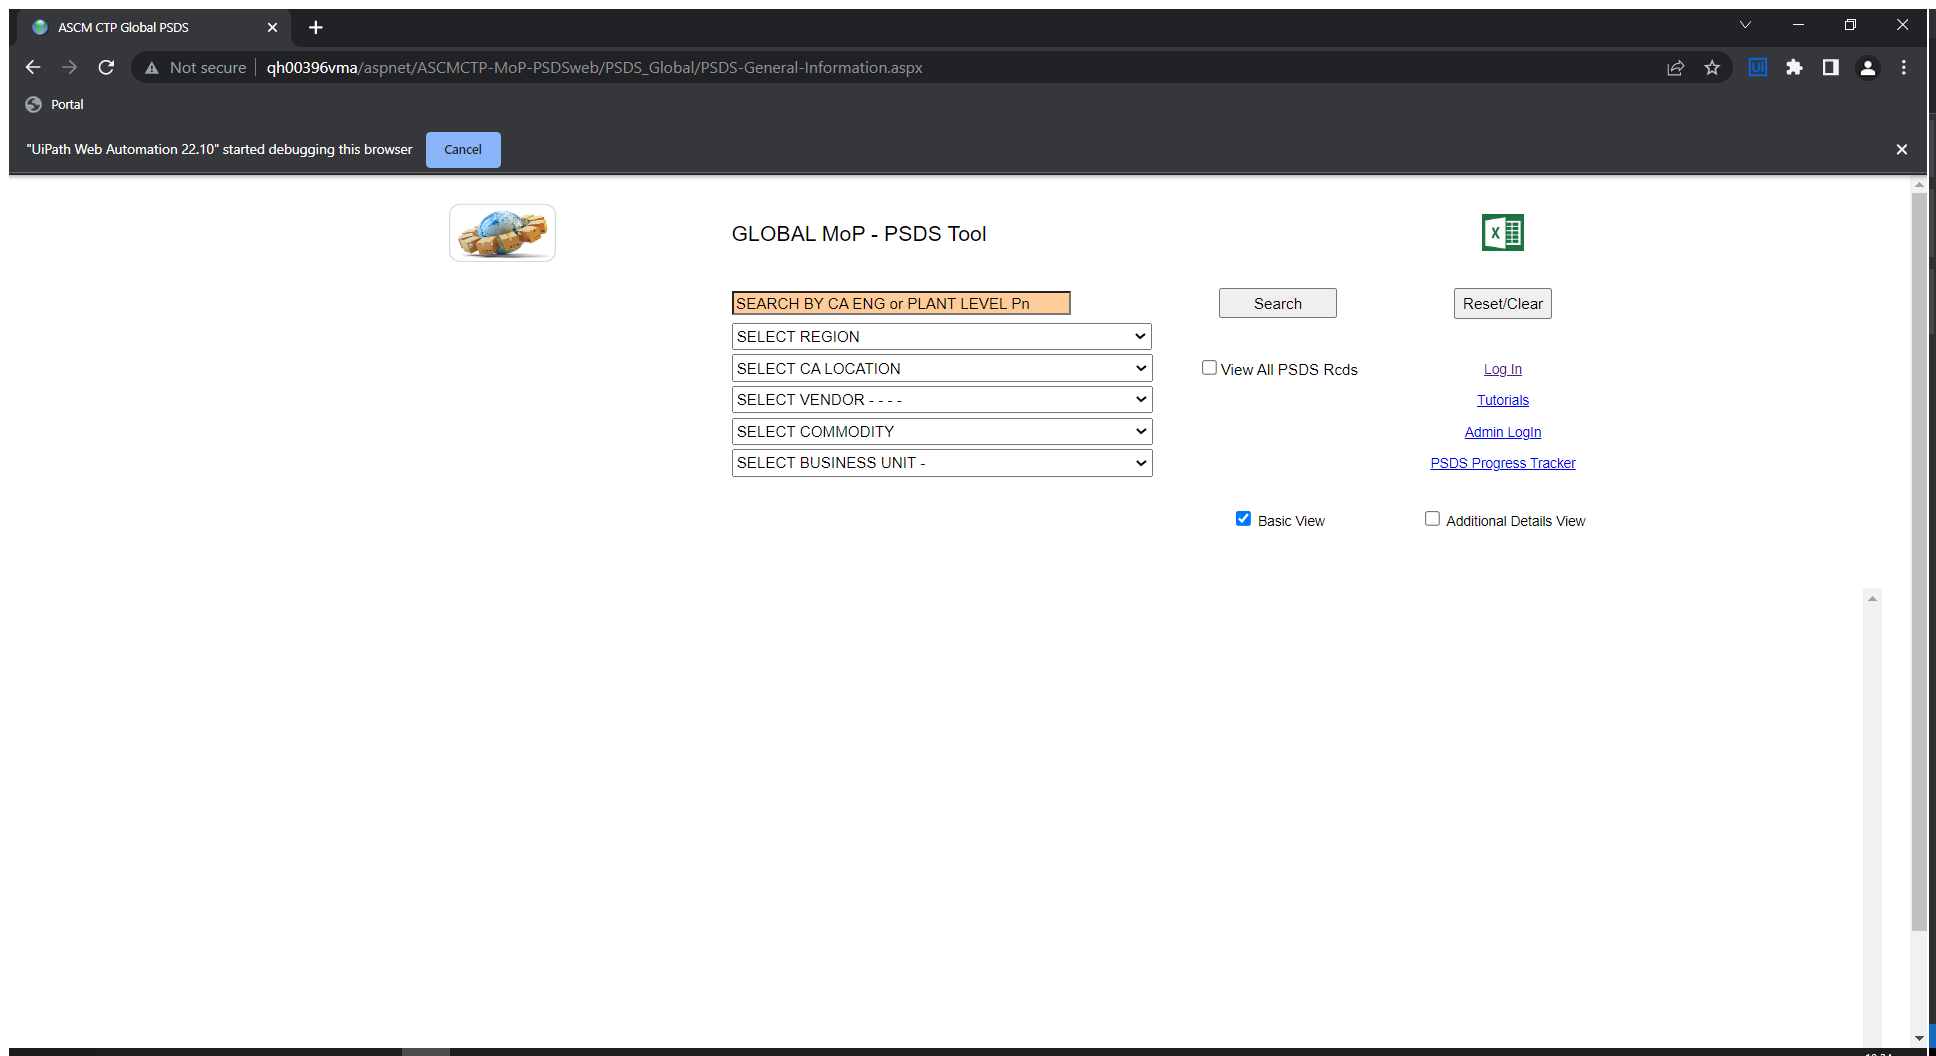 ASCM CTP Global PSDS
Not secure
qh00396vma/aspnet/ASCMCTP-MoP-PSDSweb/PSDS_Global/PSDS-General-Information.aspx
Ui
Portal
"UiPath Web Automation 22.10" started debugging this browser
Cancel
GLOBAL MoP - PSDS Tool
X
SEARCH BY CA ENG or PLANT LEVEL Pn
Search
Reset/Clear
SELECT REGION
SELECT CA LOCATION
View All PSDS Rcds
Log In
SELECT VENDOR - - - -
Tutorials
SELECT COMMODITY
Admin LogIn
SELECT BUSINESS UNIT -
PSDS Progress Tracker
Basic View
Additional Details View